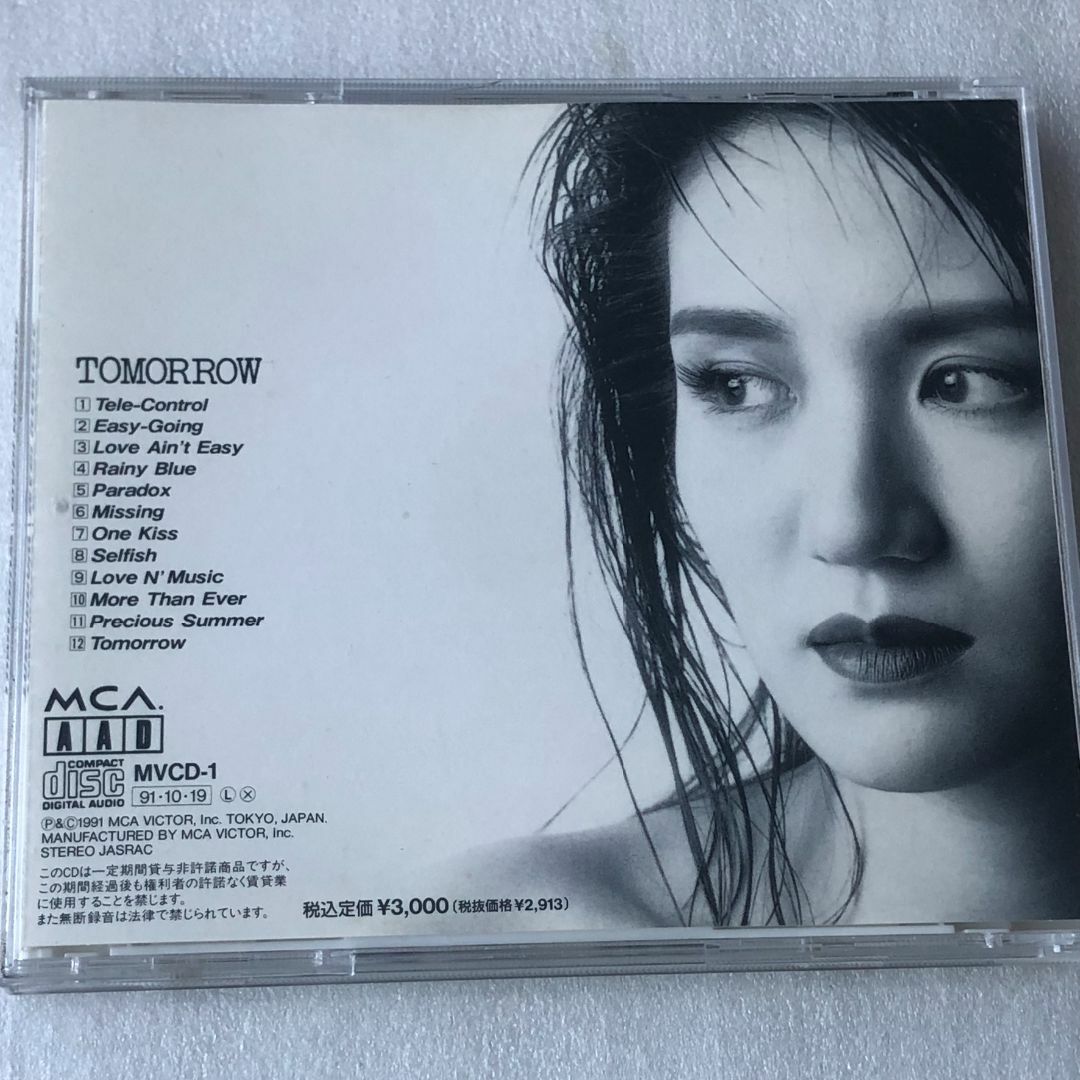 TOMORROW
1 Tele-Control
2 Easy-Going
3 Love Ain't Easy
4 Rainy Blue
5 Paradox
6 Missing
7 One Kiss
8 Selfish
9 Love N' Music
10 More Than Ever
11 Precious Summer
12 Tomorrow
MCA.
AAD
COMPACT
disc
DIGITAL AUDIO
MVCD-1
91・10・19 Ⓛ Ⓧ
Ⓟ&Ⓒ1991 MCA VICTOR, Inc. TOKYO, JAPAN.
MANUFACTURED BY MCA VICTOR, Inc.
STEREO JASRAC
このCDは一定期間貸与非許諾商品ですが、
この期間経過後も権利者の許諾なく賃貸業
に使用することを禁じます。
また無断録音は法律で禁じられています。
税込定価 ¥3,000 (税抜価格¥2,913)